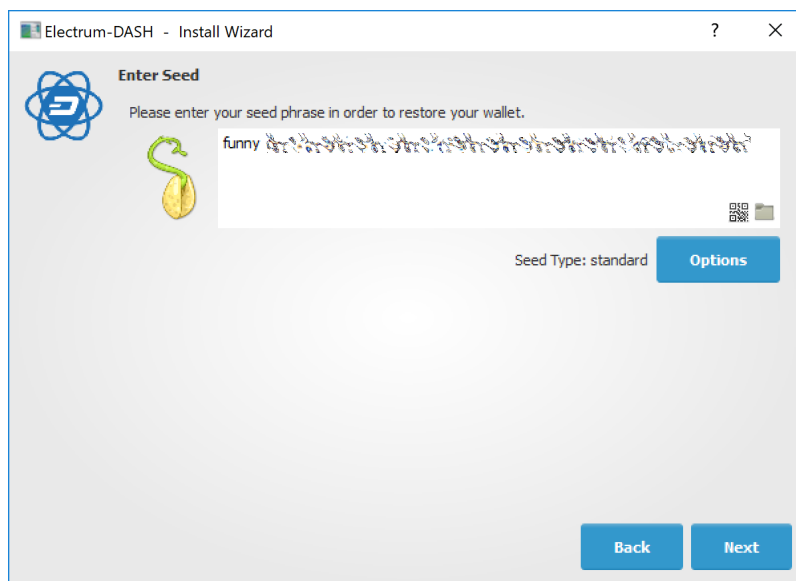 Electrum-DASH - Install Wizard
Enter Seed
Please enter your seed phrase in order to restore your wallet.
funny
Seed Type: standard
Options
Back
Next